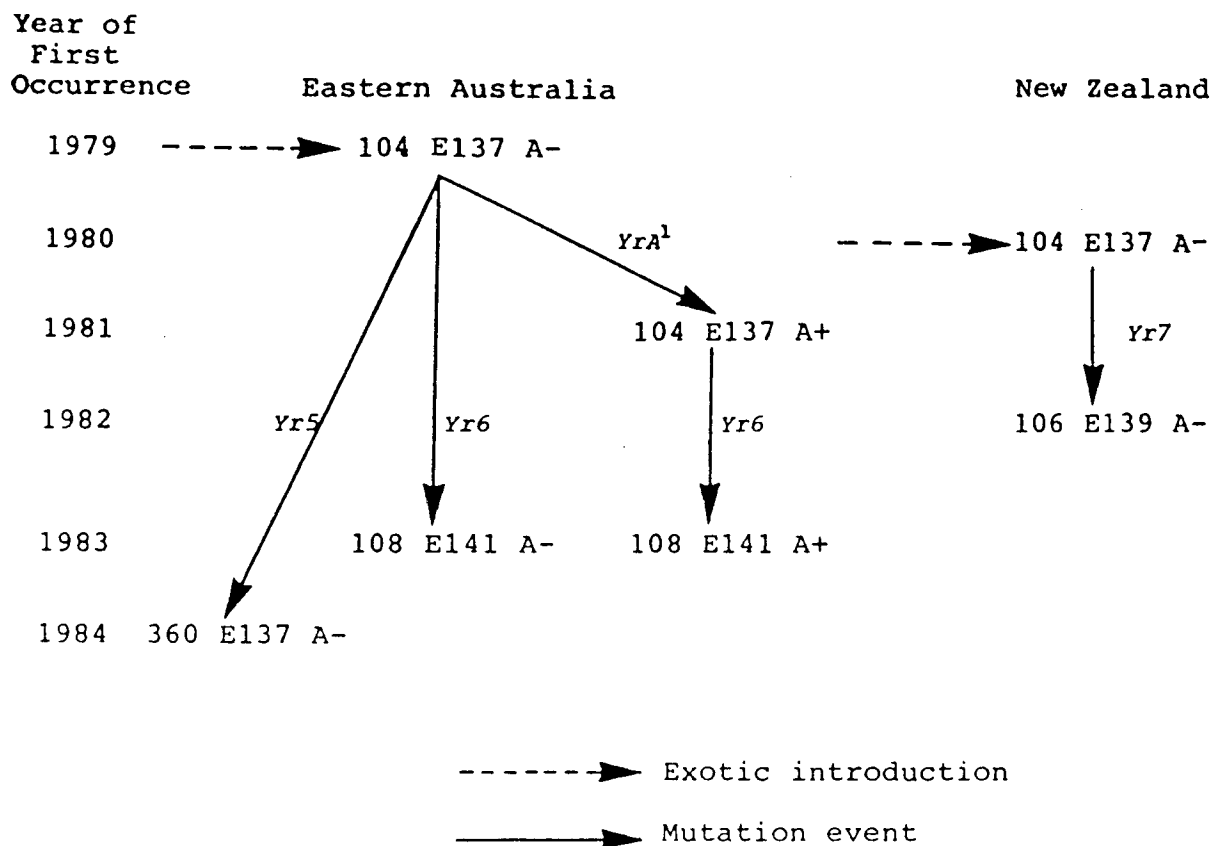 Year of
First
Occurrence Eastern Australia New Zealand
1979 104 E137 A-
1980 YrA¹ 104 E137 A-
1981 104 E137 A+ Yr7
1982 Yr5 Yr6 Yr6 106 E139 A-
1983 108 E141 A- 108 E141 A+
1984 360 E137 A-
Exotic introduction
Mutation event